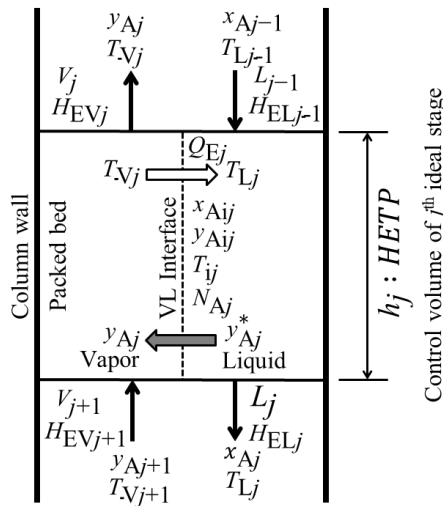 y_Aj
T_Vj
x_Aj−1
T_Lj−1
V_j
H_EVj
L_j−1
H_ELj−1
Q_Ej
T_Vj
T_Lj
x_Aij
y_Aij
T_ij
N_Aj
y_Aj
y*_Aj
Vapor
Liquid
VL Interface
Packed bed
Column wall
h_j : HETP
Control volume of j^th ideal stage
V_j+1
H_EVj+1
L_j
H_ELj
y_Aj+1
T_Vj+1
x_Aj
T_Lj